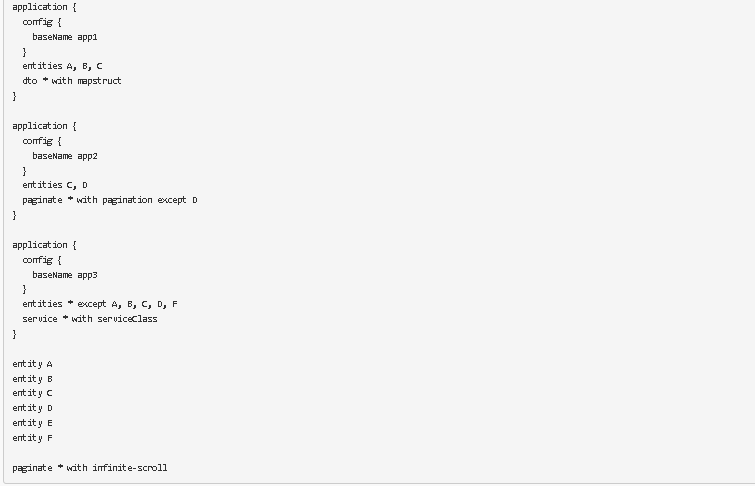 application {
  config {
    baseName app1
  }
  entities A, B, C
  dto * with mapstruct
}

application {
  config {
    baseName app2
  }
  entities C, D
  paginate * with pagination except D
}

application {
  config {
    baseName app3
  }
  entities * except A, B, C, D, F
  service * with serviceClass
}

entity A
entity B
entity C
entity D
entity E
entity F

paginate * with infinite-scroll